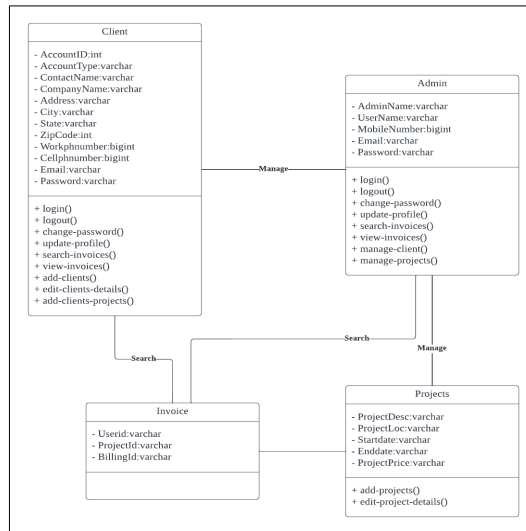 Client
- AccountID:int
- AccountType:varchar
- ContactName:varchar
- CompanyName:varchar
- Address:varchar
- City:varchar
- State:varchar
- ZipCode:int
- Workphnumber:bigint
- Cellphnumber:bigint
- Email:varchar
- Password:varchar
+ login()
+ logout()
+ change-password()
+ update-profile()
+ search-invoices()
+ view-invoices()
+ add-clients()
+ edit-clients-details()
+ add-clients-projects()
Manage
Admin
- AdminName:varchar
- UserName:varchar
- MobileNumber:bigint
- Email:varchar
- Password:varchar
+ login()
+ logout()
+ change-password()
+ update-profile()
+ search-invoices()
+ view-invoices()
+ manage-client()
+ manage-projects()
Search
Search
Manage
Invoice
- Userid:varchar
- ProjectId:varchar
- BillingId:varchar
Projects
- ProjectDesc:varchar
- ProjectLoc:varchar
- Startdate:varchar
- Enddate:varchar
- ProjectPrice:varchar
+ add-projects()
+ edit-project-details()